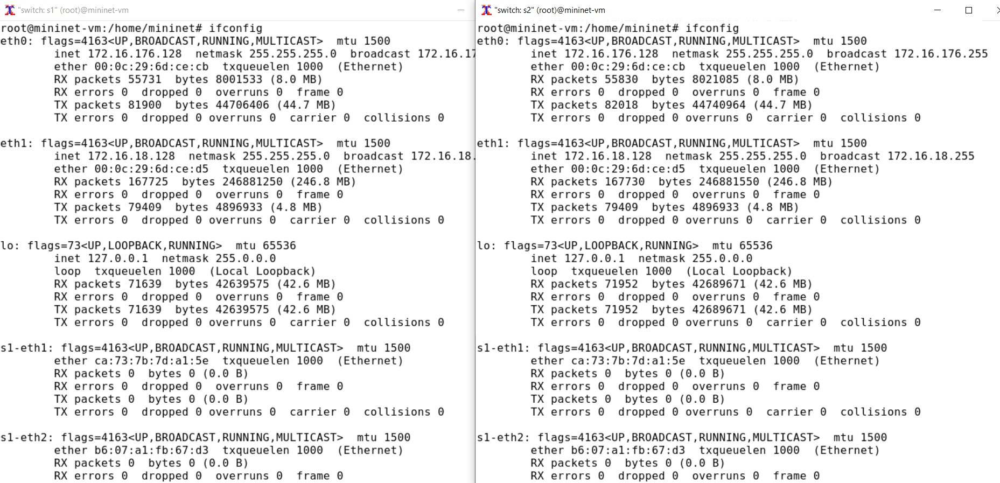 "switch: s1" (root)@mininet-vm
root@mininet-vm:/home/mininet# ifconfig
eth0: flags=4163<UP,BROADCAST,RUNNING,MULTICAST>  mtu 1500
        inet 172.16.176.128  netmask 255.255.255.0  broadcast 172.16.17
        ether 00:0c:29:6d:ce:cb  txqueuelen 1000  (Ethernet)
        RX packets 55731  bytes 8001533 (8.0 MB)
        RX errors 0  dropped 0  overruns 0  frame 0
        TX packets 81900  bytes 44706406 (44.7 MB)
        TX errors 0  dropped 0 overruns 0  carrier 0  collisions 0

eth1: flags=4163<UP,BROADCAST,RUNNING,MULTICAST>  mtu 1500
        inet 172.16.18.128  netmask 255.255.255.0  broadcast 172.16.18.
        ether 00:0c:29:6d:ce:d5  txqueuelen 1000  (Ethernet)
        RX packets 167725  bytes 246881250 (246.8 MB)
        RX errors 0  dropped 0  overruns 0  frame 0
        TX packets 79409  bytes 4896933 (4.8 MB)
        TX errors 0  dropped 0 overruns 0  carrier 0  collisions 0

lo: flags=73<UP,LOOPBACK,RUNNING>  mtu 65536
        inet 127.0.0.1  netmask 255.0.0.0
        loop  txqueuelen 1000  (Local Loopback)
        RX packets 71639  bytes 42639575 (42.6 MB)
        RX errors 0  dropped 0  overruns 0  frame 0
        TX packets 71639  bytes 42639575 (42.6 MB)
        TX errors 0  dropped 0 overruns 0  carrier 0  collisions 0

s1-eth1: flags=4163<UP,BROADCAST,RUNNING,MULTICAST>  mtu 1500
        ether ca:73:7b:7d:a1:5e  txqueuelen 1000  (Ethernet)
        RX packets 0  bytes 0 (0.0 B)
        RX errors 0  dropped 0  overruns 0  frame 0
        TX packets 0  bytes 0 (0.0 B)
        TX errors 0  dropped 0 overruns 0  carrier 0  collisions 0

s1-eth2: flags=4163<UP,BROADCAST,RUNNING,MULTICAST>  mtu 1500
        ether b6:07:a1:fb:67:d3  txqueuelen 1000  (Ethernet)
        RX packets 0  bytes 0 (0.0 B)
        RX errors 0  dropped 0  overruns 0  frame 0
"switch: s2" (root)@mininet-vm
root@mininet-vm:/home/mininet# ifconfig
eth0: flags=4163<UP,BROADCAST,RUNNING,MULTICAST>  mtu 1500
        inet 172.16.176.128  netmask 255.255.255.0  broadcast 172.16.176.255
        ether 00:0c:29:6d:ce:cb  txqueuelen 1000  (Ethernet)
        RX packets 55830  bytes 8021085 (8.0 MB)
        RX errors 0  dropped 0  overruns 0  frame 0
        TX packets 82018  bytes 44740964 (44.7 MB)
        TX errors 0  dropped 0 overruns 0  carrier 0  collisions 0

eth1: flags=4163<UP,BROADCAST,RUNNING,MULTICAST>  mtu 1500
        inet 172.16.18.128  netmask 255.255.255.0  broadcast 172.16.18.255
        ether 00:0c:29:6d:ce:d5  txqueuelen 1000  (Ethernet)
        RX packets 167730  bytes 246881550 (246.8 MB)
        RX errors 0  dropped 0  overruns 0  frame 0
        TX packets 79409  bytes 4896933 (4.8 MB)
        TX errors 0  dropped 0 overruns 0  carrier 0  collisions 0

lo: flags=73<UP,LOOPBACK,RUNNING>  mtu 65536
        inet 127.0.0.1  netmask 255.0.0.0
        loop  txqueuelen 1000  (Local Loopback)
        RX packets 71952  bytes 42689671 (42.6 MB)
        RX errors 0  dropped 0  overruns 0  frame 0
        TX packets 71952  bytes 42689671 (42.6 MB)
        TX errors 0  dropped 0 overruns 0  carrier 0  collisions 0

s1-eth1: flags=4163<UP,BROADCAST,RUNNING,MULTICAST>  mtu 1500
        ether ca:73:7b:7d:a1:5e  txqueuelen 1000  (Ethernet)
        RX packets 0  bytes 0 (0.0 B)
        RX errors 0  dropped 0  overruns 0  frame 0
        TX packets 0  bytes 0 (0.0 B)
        TX errors 0  dropped 0 overruns 0  carrier 0  collisions 0

s1-eth2: flags=4163<UP,BROADCAST,RUNNING,MULTICAST>  mtu 1500
        ether b6:07:a1:fb:67:d3  txqueuelen 1000  (Ethernet)
        RX packets 0  bytes 0 (0.0 B)
        RX errors 0  dropped 0  overruns 0  frame 0